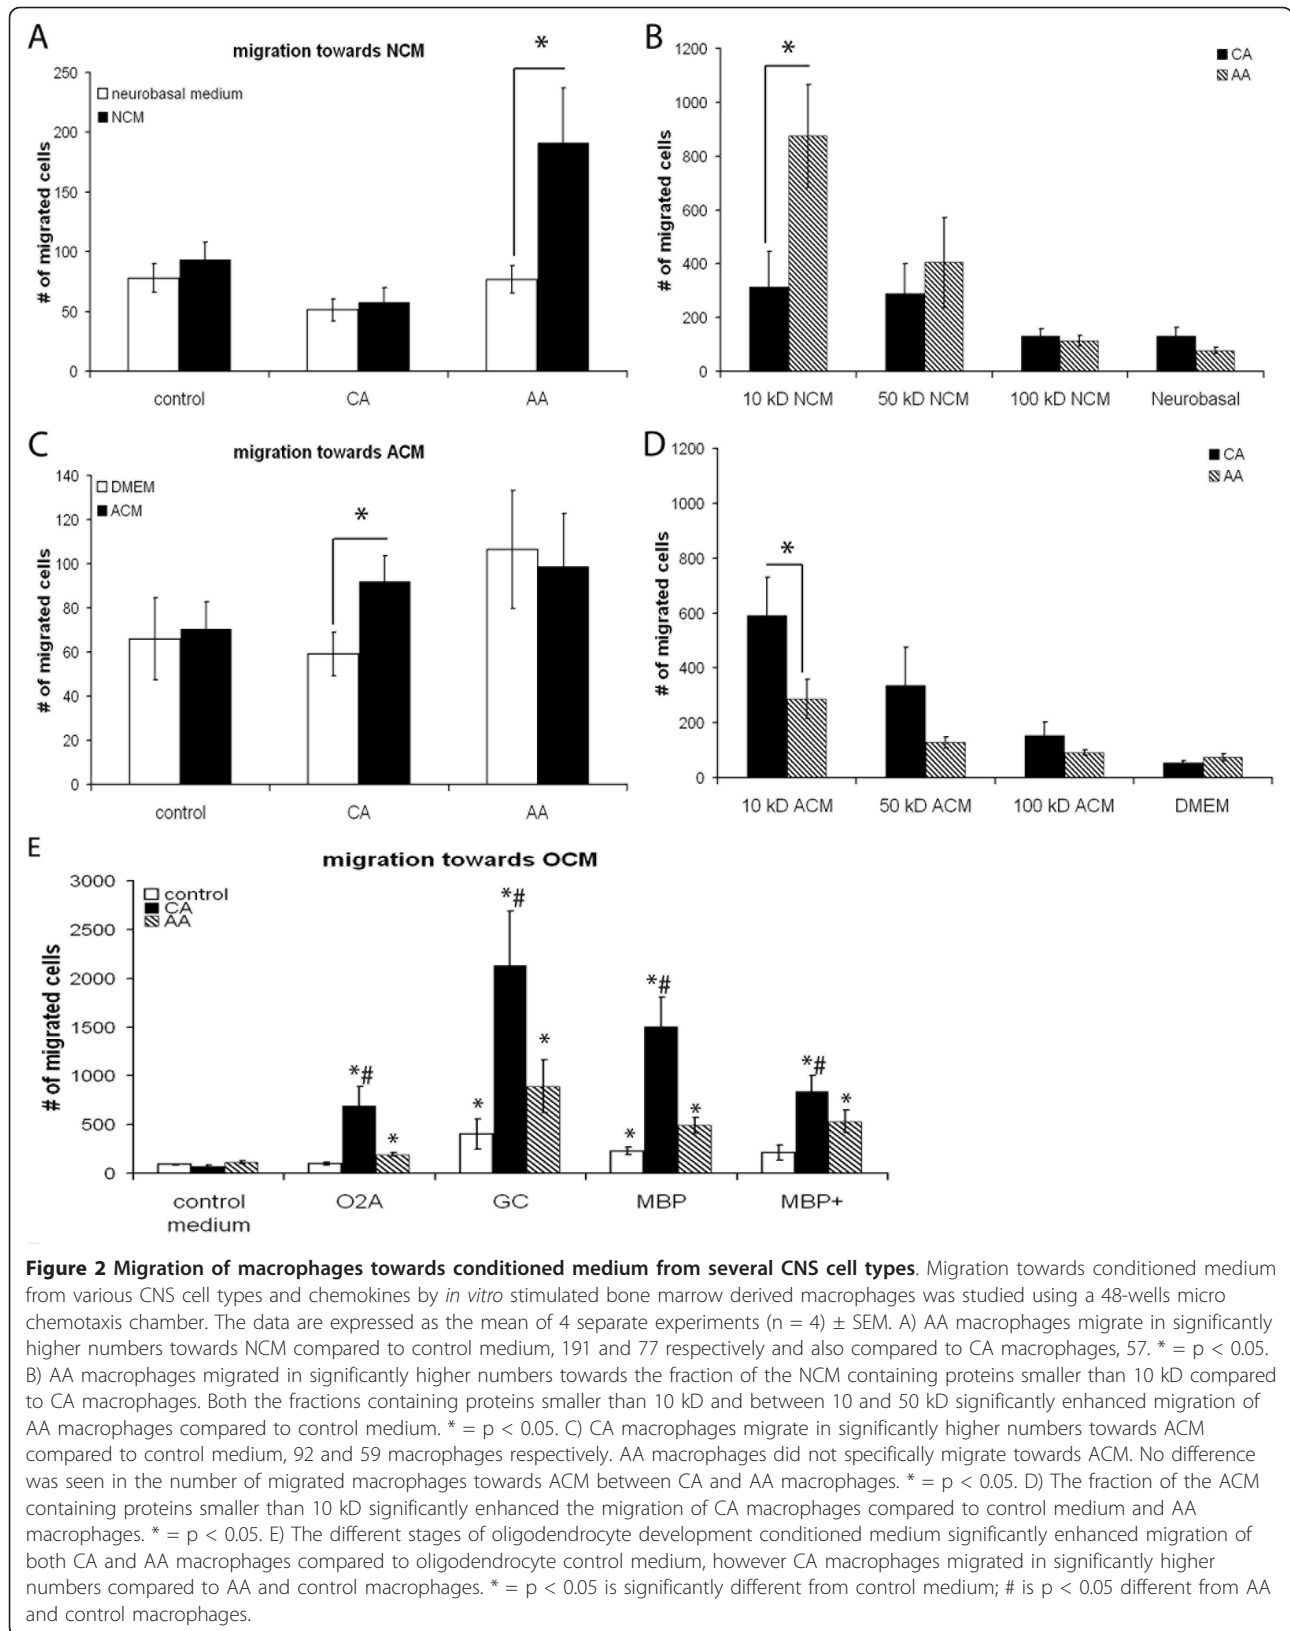 A
migration towards NCM
*
# of migrated cells
250
200
150
100
50
0
neurobasal medium
NCM
control CA AA
B
# of migrated cells
1200
1000
800
600
400
200
0
*
CA
AA
10 kD NCM 50 kD NCM 100 kD NCM Neurobasal
C
migration towards ACM
# of migrated cells
140
120
100
80
60
40
20
0
DMEM
ACM
*
control CA AA
D
# of migrated cells
1200
1000
800
600
400
200
0
*
CA
AA
10 kD ACM 50 kD ACM 100 kD ACM DMEM
E
migration towards OCM
# of migrated cells
3000
2500
2000
1500
1000
500
0
control
CA
AA
*# *
* *# *
* *# *
*# *
control
medium
O2A GC MBP MBP+
Figure 2 Migration of macrophages towards conditioned medium from several CNS cell types. Migration towards conditioned medium
from various CNS cell types and chemokines by in vitro stimulated bone marrow derived macrophages was studied using a 48-wells micro
chemotaxis chamber. The data are expressed as the mean of 4 separate experiments (n = 4) ± SEM. A) AA macrophages migrate in significantly
higher numbers towards NCM compared to control medium, 191 and 77 respectively and also compared to CA macrophages, 57. * = p < 0.05.
B) AA macrophages migrated in significantly higher numbers towards the fraction of the NCM containing proteins smaller than 10 kD compared
to CA macrophages. Both the fractions containing proteins smaller than 10 kD and between 10 and 50 kD significantly enhanced migration of
AA macrophages compared to control medium. * = p < 0.05. C) CA macrophages migrate in significantly higher numbers towards ACM
compared to control medium, 92 and 59 macrophages respectively. AA macrophages did not specifically migrate towards ACM. No difference
was seen in the number of migrated macrophages towards ACM between CA and AA macrophages. * = p < 0.05. D) The fraction of the ACM
containing proteins smaller than 10 kD significantly enhanced the migration of CA macrophages compared to control medium and AA
macrophages. * = p < 0.05. E) The different stages of oligodendrocyte development conditioned medium significantly enhanced migration of
both CA and AA macrophages compared to oligodendrocyte control medium, however CA macrophages migrated in significantly higher
numbers compared to AA and control macrophages. * = p < 0.05 is significantly different from control medium; # is p < 0.05 different from AA
and control macrophages.